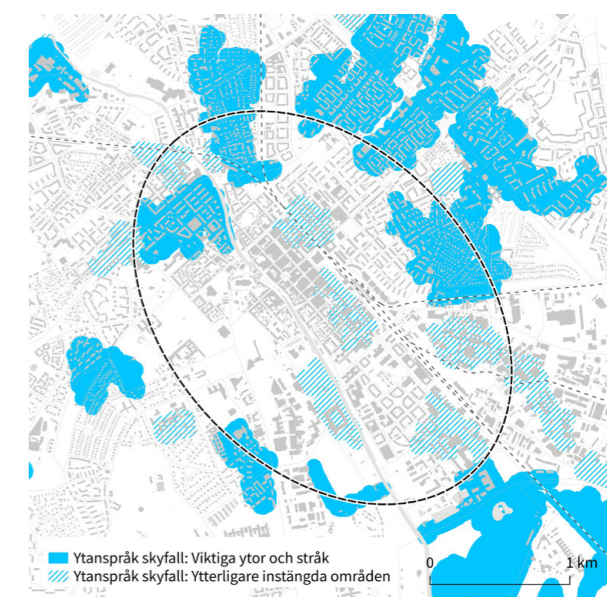 Ytanspråk skyfall: Viktiga ytor och stråk
Ytanspråk skyfall: Ytterligare instängda områden
0 1 km